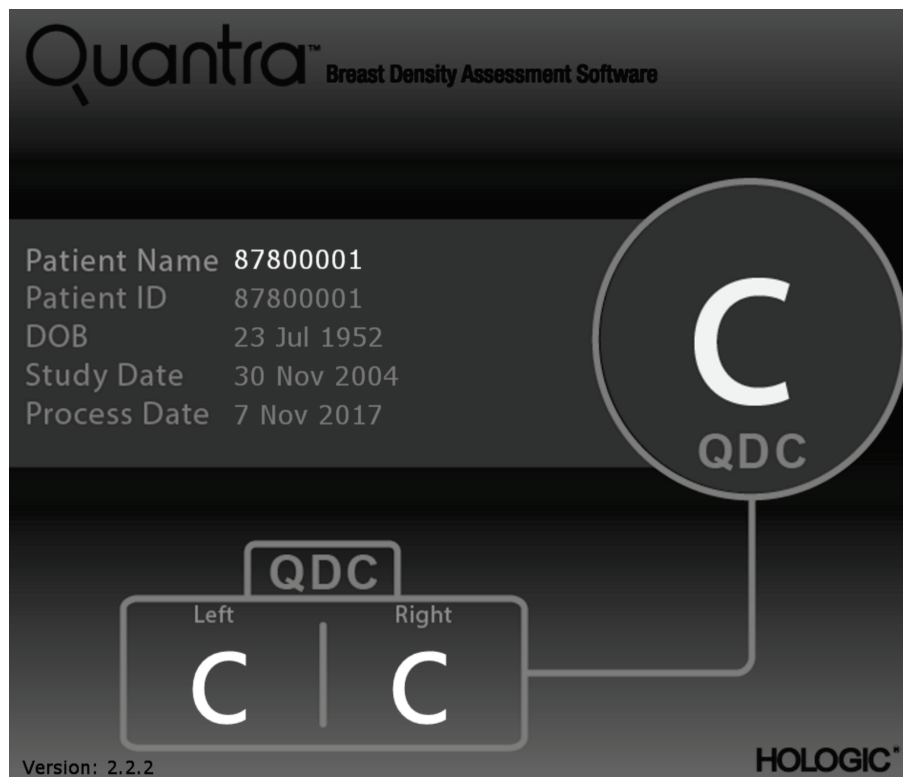 Quantra™ Breast Density Assessment Software
Patient Name 87800001
Patient ID 87800001
DOB 23 Jul 1952
Study Date 30 Nov 2004
Process Date 7 Nov 2017
C
QDC
QDC
Left Right
C C
Version: 2.2.2
HOLOGIC®